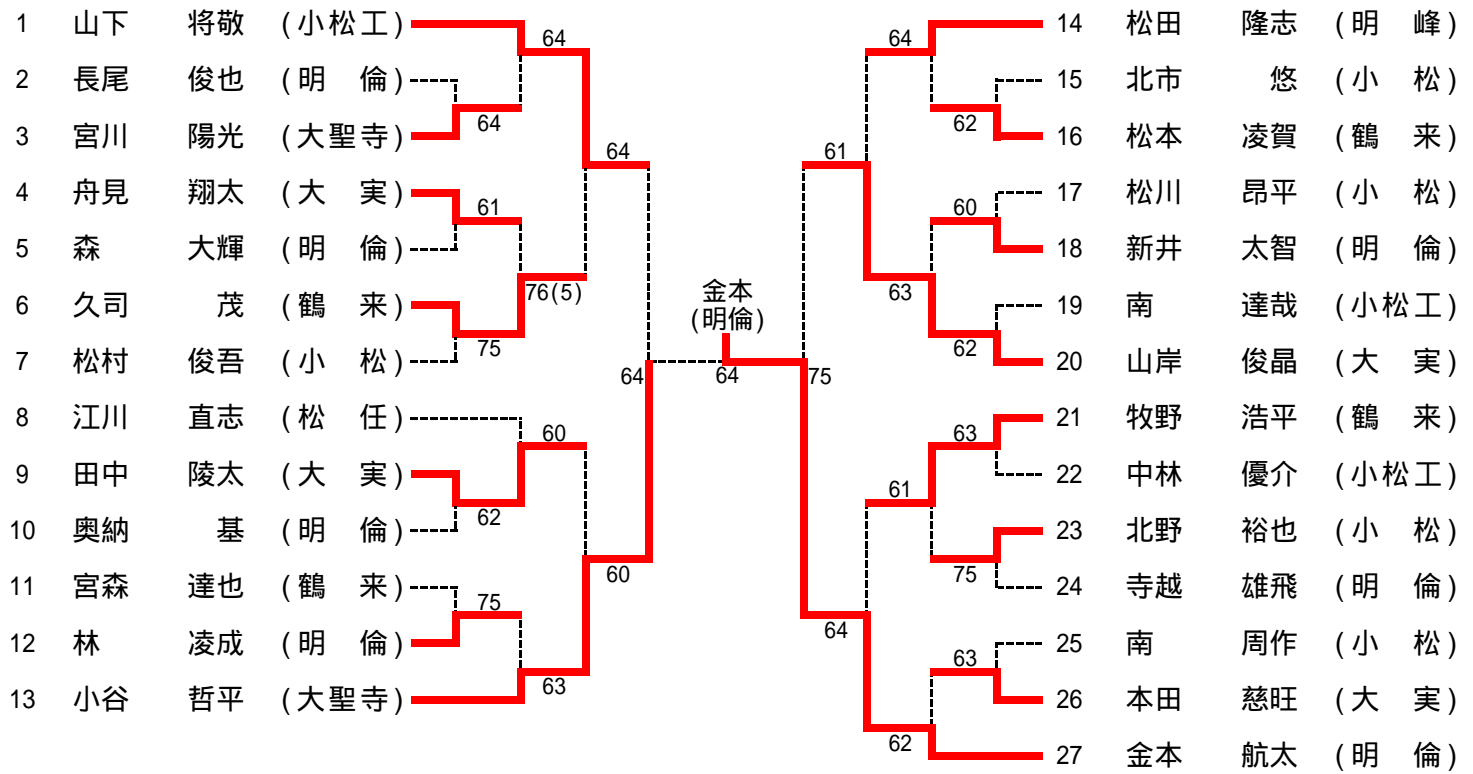 1 山下 将敬 (小松工)
2 長尾 俊也 (明 倫)
3 宮川 陽光 (大聖寺)
4 舟見 翔太 (大 実)
5 森 大輝 (明 倫)
6 久司 茂 (鶴 来)
7 松村 俊吾 (小 松)
8 江川 直志 (松 任)
9 田中 陵太 (大 実)
10 奥納 基 (明 倫)
11 宮森 達也 (鶴 来)
12 林 凌成 (明 倫)
13 小谷 哲平 (大聖寺)
64
64
61
76(5)
75
60
62
75
63
64
60
64
金本
(明倫)
64
75
61
64
64
62
60
63
62
63
61
75
63
62
14 松田 隆志 (明 峰)
15 北市 悠 (小 松)
16 松本 凌賀 (鶴 来)
17 松川 昂平 (小 松)
18 新井 太智 (明 倫)
19 南 達哉 (小松工)
20 山岸 俊晶 (大 実)
21 牧野 浩平 (鶴 来)
22 中林 優介 (小松工)
23 北野 裕也 (小 松)
24 寺越 雄飛 (明 倫)
25 南 周作 (小 松)
26 本田 慈旺 (大 実)
27 金本 航太 (明 倫)